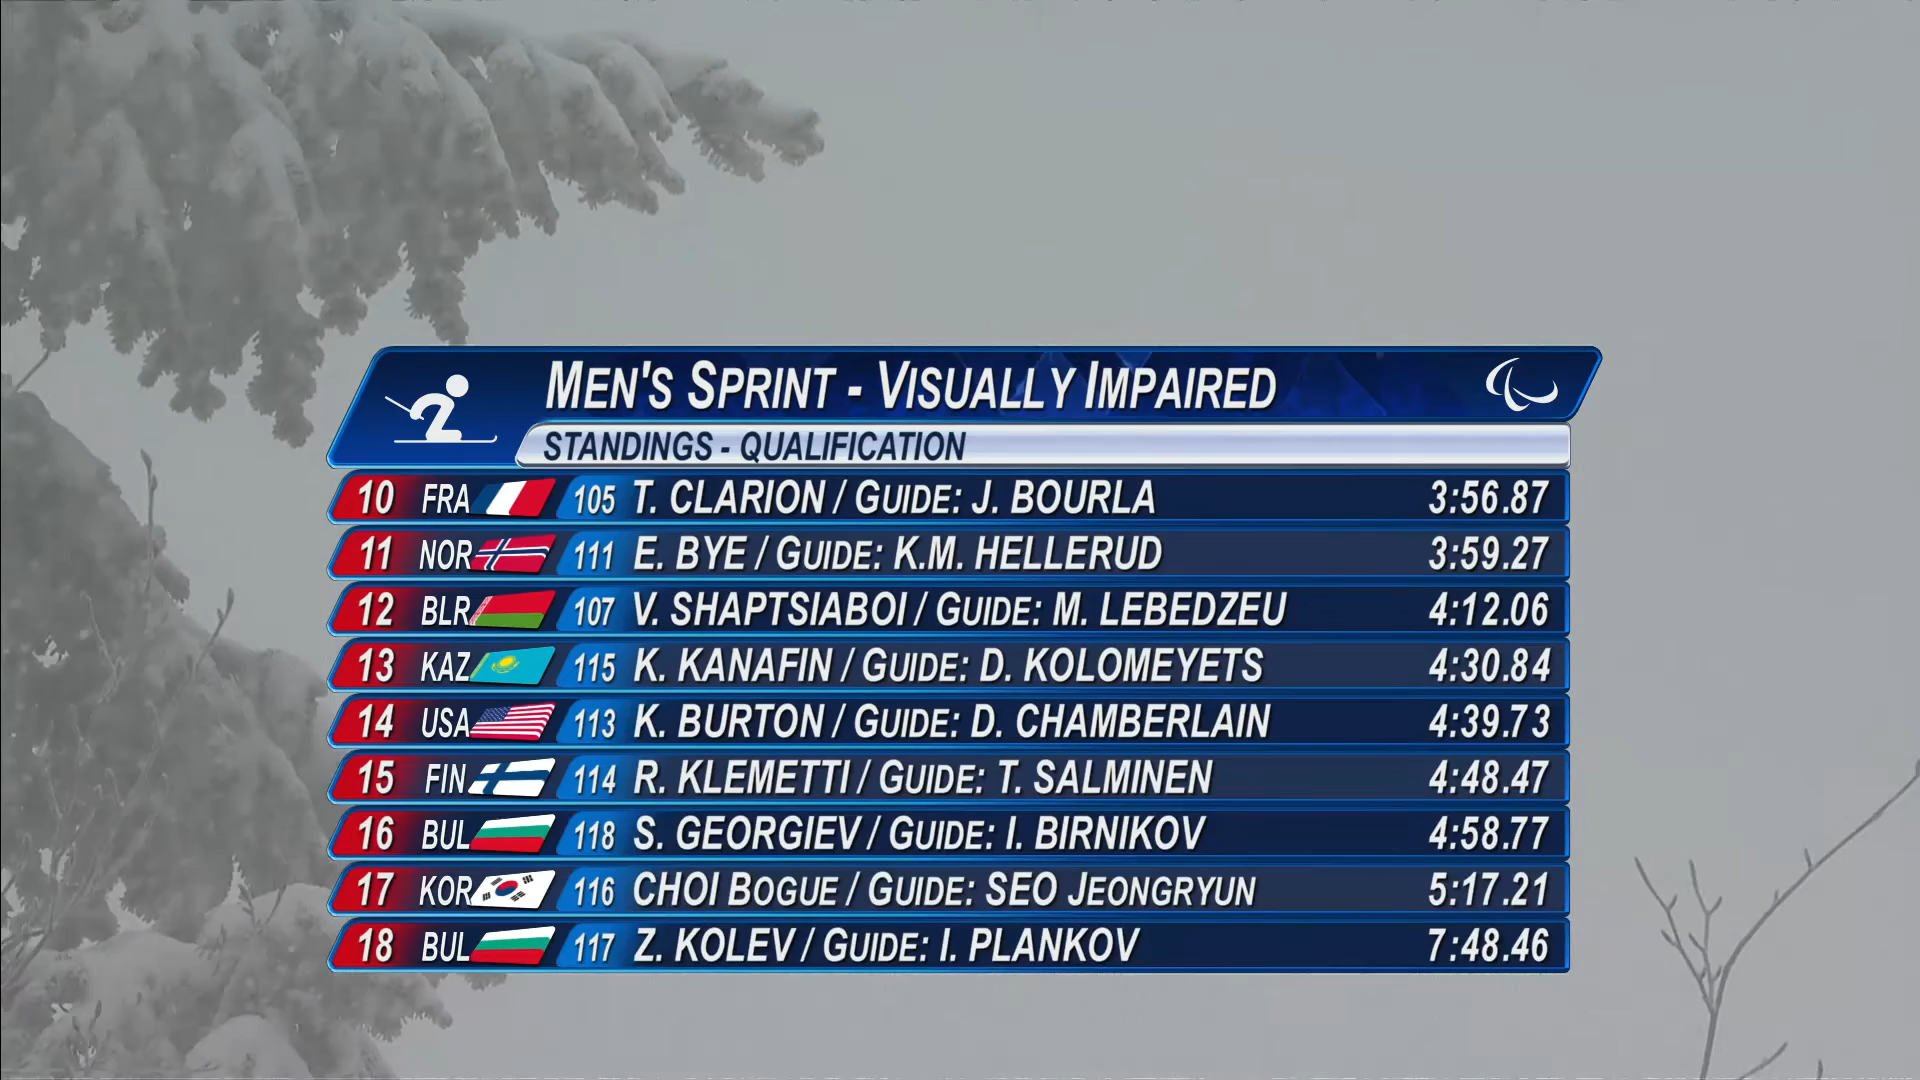 MEN'S SPRINT - VISUALLY IMPAIRED
STANDINGS - QUALIFICATION
10 FRA 105 T. CLARION / GUIDE: J. BOURLA 3:56.87
11 NOR 111 E. BYE / GUIDE: K.M. HELLERUD 3:59.27
12 BLR 107 V. SHAPTSIABOI / GUIDE: M. LEBEDZEU 4:12.06
13 KAZ 115 K. KANAFIN / GUIDE: D. KOLOMEYETS 4:30.84
14 USA 113 K. BURTON / GUIDE: D. CHAMBERLAIN 4:39.73
15 FIN 114 R. KLEMETTI / GUIDE: T. SALMINEN 4:48.47
16 BUL 118 S. GEORGIEV / GUIDE: I. BIRNIKOV 4:58.77
17 KOR 116 CHOI BOGUE / GUIDE: SEO JEONGRYUN 5:17.21
18 BUL 117 Z. KOLEV / GUIDE: I. PLANKOV 7:48.46